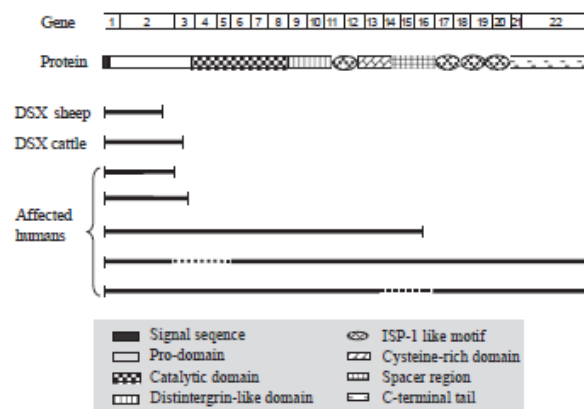 Gene 1 2 3 4 5 6 7 8 9 10 11 12 13 14 15 16 17 18 19 20 21 22
Protein
DSX sheep
DSX cattle
Affected
humans
Signal seqence
Pro-domain
Catalytic domain
Distintergrin-like domain
ISP-1 like motif
Cysteine-rich domain
Spacer region
C-terminal tail